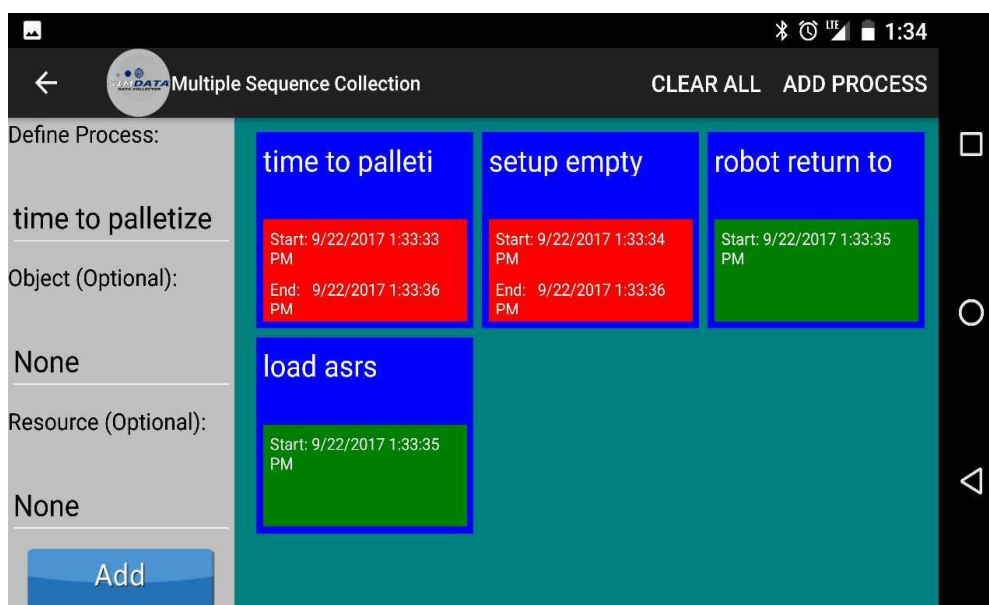 LTE 1:34
SIMDATA
DATA COLLECTOR
Multiple Sequence Collection CLEAR ALL ADD PROCESS
Define Process:
time to palletize
Object (Optional):
None
Resource (Optional):
None
Add
time to palleti
Start: 9/22/2017 1:33:33
PM
End: 9/22/2017 1:33:36
PM
setup empty
Start: 9/22/2017 1:33:34
PM
End: 9/22/2017 1:33:36
PM
robot return to
Start: 9/22/2017 1:33:35
PM
load asrs
Start: 9/22/2017 1:33:35
PM